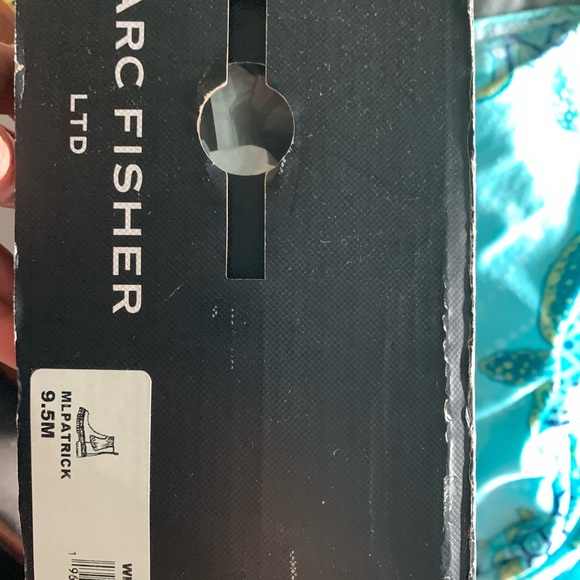 ARC FISHER
LTD
MLPATRICK
9.5M